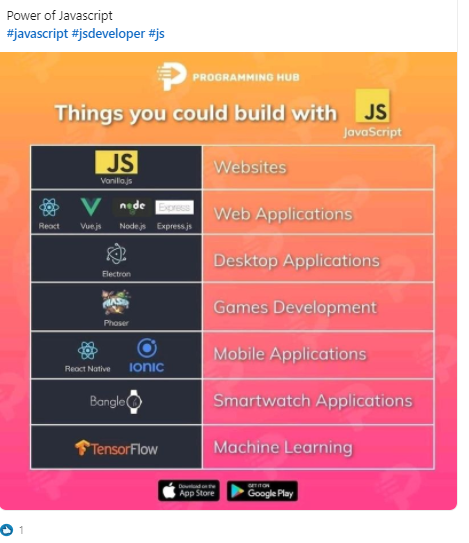 Power of Javascript
#javascript #jsdeveloper #js
PROGRAMMING HUB
Things you could build with JS
JavaScript
JS
Vanilla.js
Websites
node Express
React Vue.js Node.js Express.js
Web Applications
Electron
Desktop Applications
PHASER
Phaser
Games Development
React Native IONIC
Mobile Applications
Bangle
Smartwatch Applications
TensorFlow
Machine Learning
Download on the
App Store
GET IT ON
Google Play
1